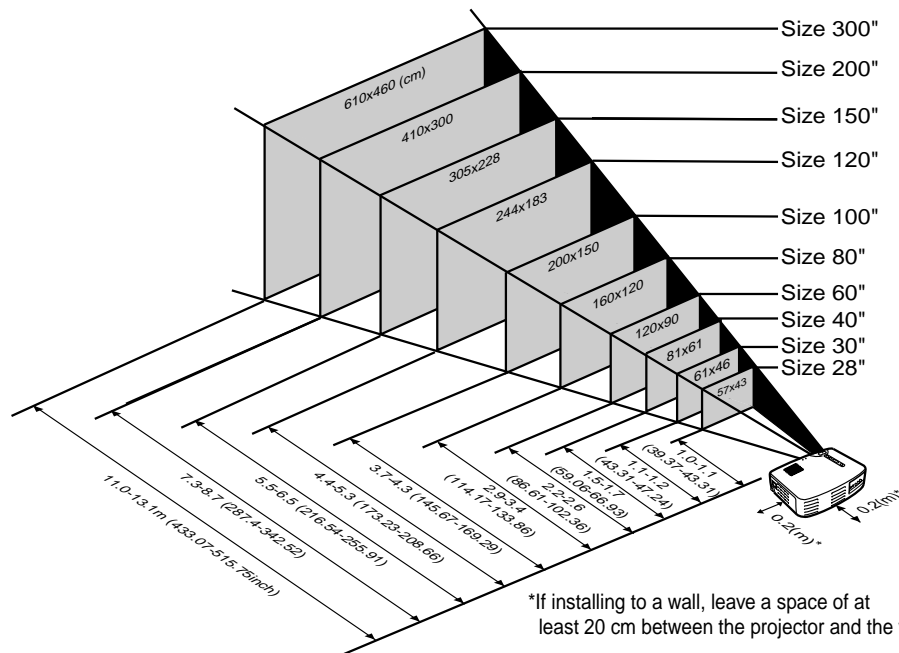 Size 300"
Size 200"
Size 150"
Size 120"
Size 100"
Size 80"
Size 60"
Size 40"
Size 30"
Size 28"
610x460 (cm)
410x300
305x228
244x183
200x150
160x120
120x90
81x61
61x46
57x43
11.0-13.1m (433.07-515.75inch)
7.3-8.7 (287.4-342.52)
5.5-6.5 (216.54-255.91)
4.4-5.3 (173.23-208.66)
3.7-4.3 (145.67-169.29)
2.9-3.4
(114.17-133.86)
2.2-2.6
(86.61-102.36)
1.5-1.7
(59.06-66.93)
1.1-1.2
(43.31-47.24)
1.0-1.1
(39.37-43.31)
0.2(m)*
0.2(m)*
*If installing to a wall, leave a space of at
least 20 cm between the projector and the